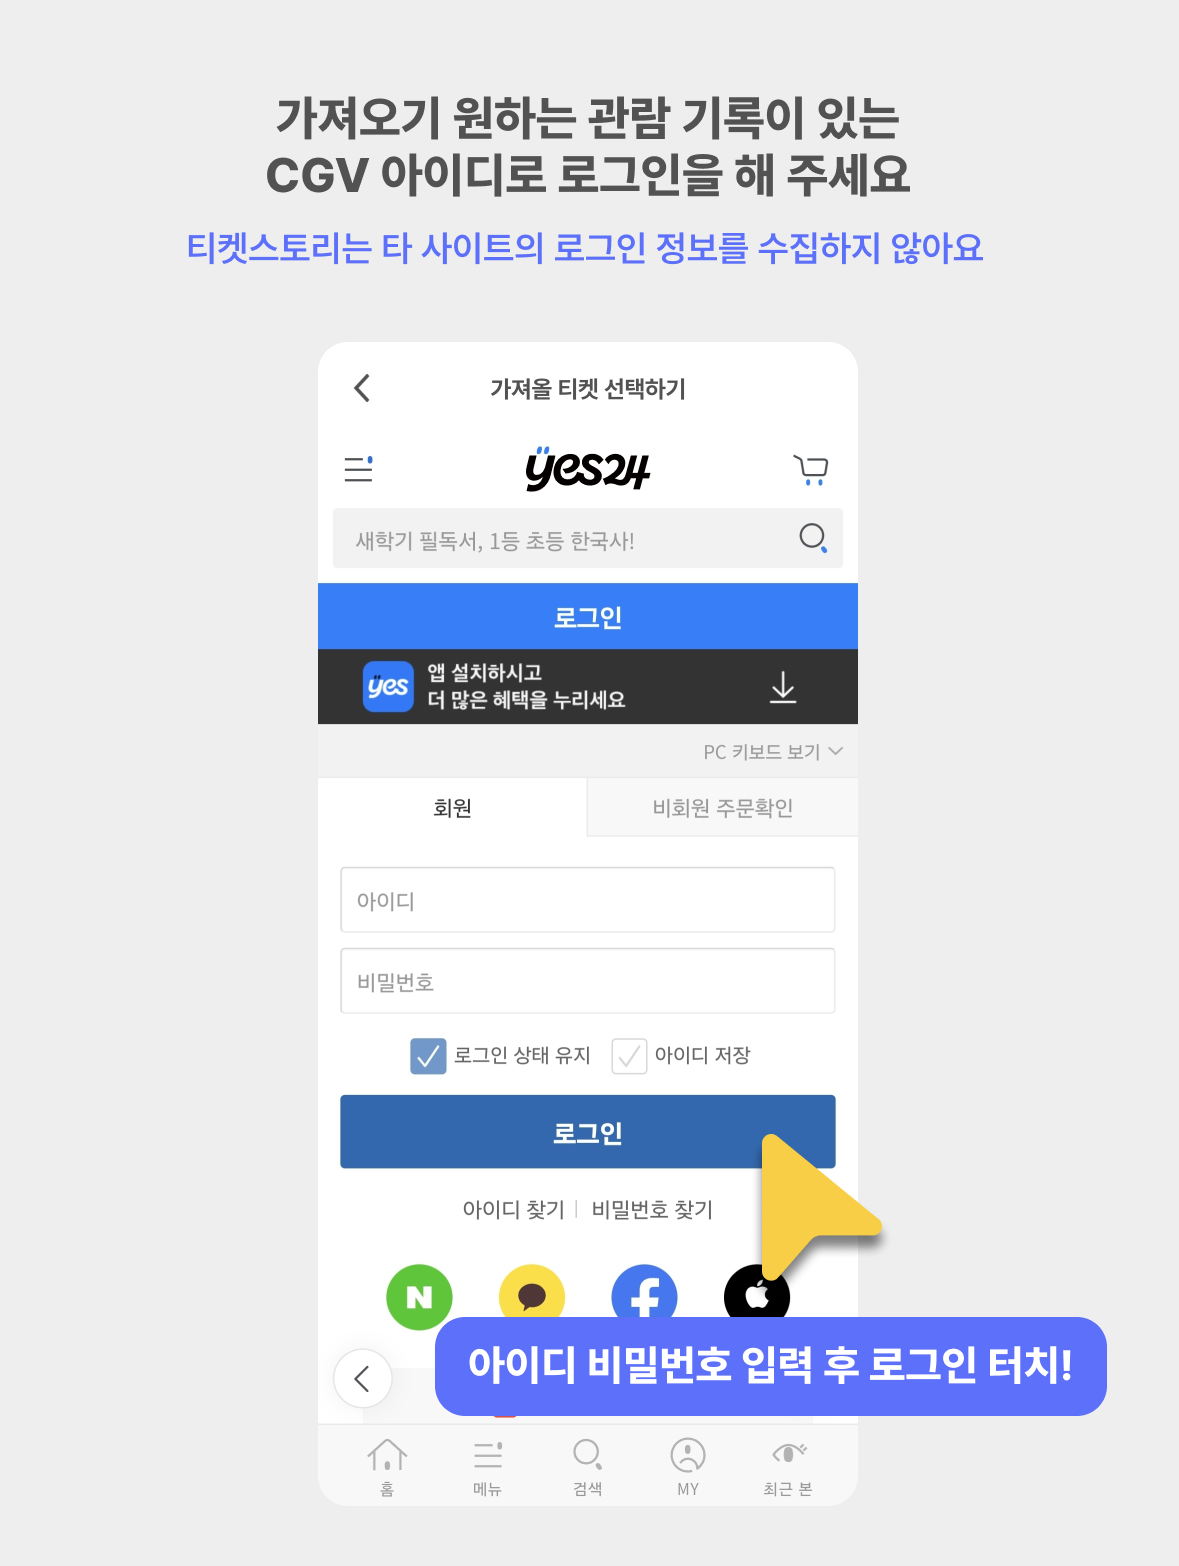 가져오기 원하는 관람 기록이 있는
CGV 아이디로 로그인을 해 주세요
티켓스토리는 타 사이트의 로그인 정보를 수집하지 않아요
가져올 티켓 선택하기
yes24
새학기 필독서, 1등 초등 한국사!
로그인
yes
앱 설치하시고
더 많은 혜택을 누리세요
PC 키보드 보기
회원
비회원 주문확인
아이디
비밀번호
로그인 상태 유지
아이디 저장
로그인
아이디 찾기
비밀번호 찾기
N
아이디 비밀번호 입력 후 로그인 터치!
홈
메뉴
검색
MY
최근 본